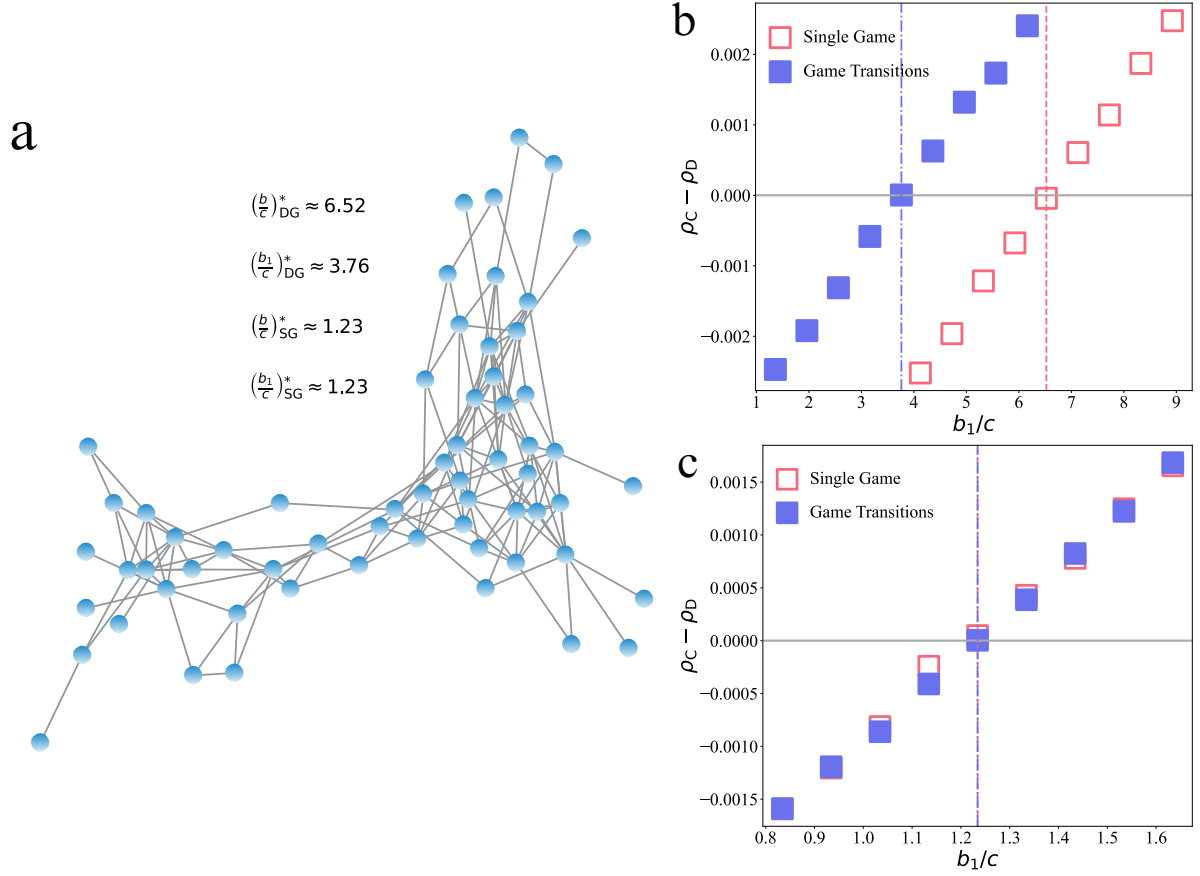 a
(b/c)*DG ≈ 6.52
(b₁/c)*DG ≈ 3.76
(b/c)*SG ≈ 1.23
(b₁/c)*SG ≈ 1.23
b
Single Game
Game Transitions
0.002
0.001
0.000
−0.001
−0.002
ρC − ρD
1 2 3 4 5 6 7 8 9
b₁/c
c
Single Game
Game Transitions
0.0015
0.0010
0.0005
0.0000
−0.0005
−0.0010
−0.0015
ρC − ρD
0.8 0.9 1.0 1.1 1.2 1.3 1.4 1.5 1.6
b₁/c